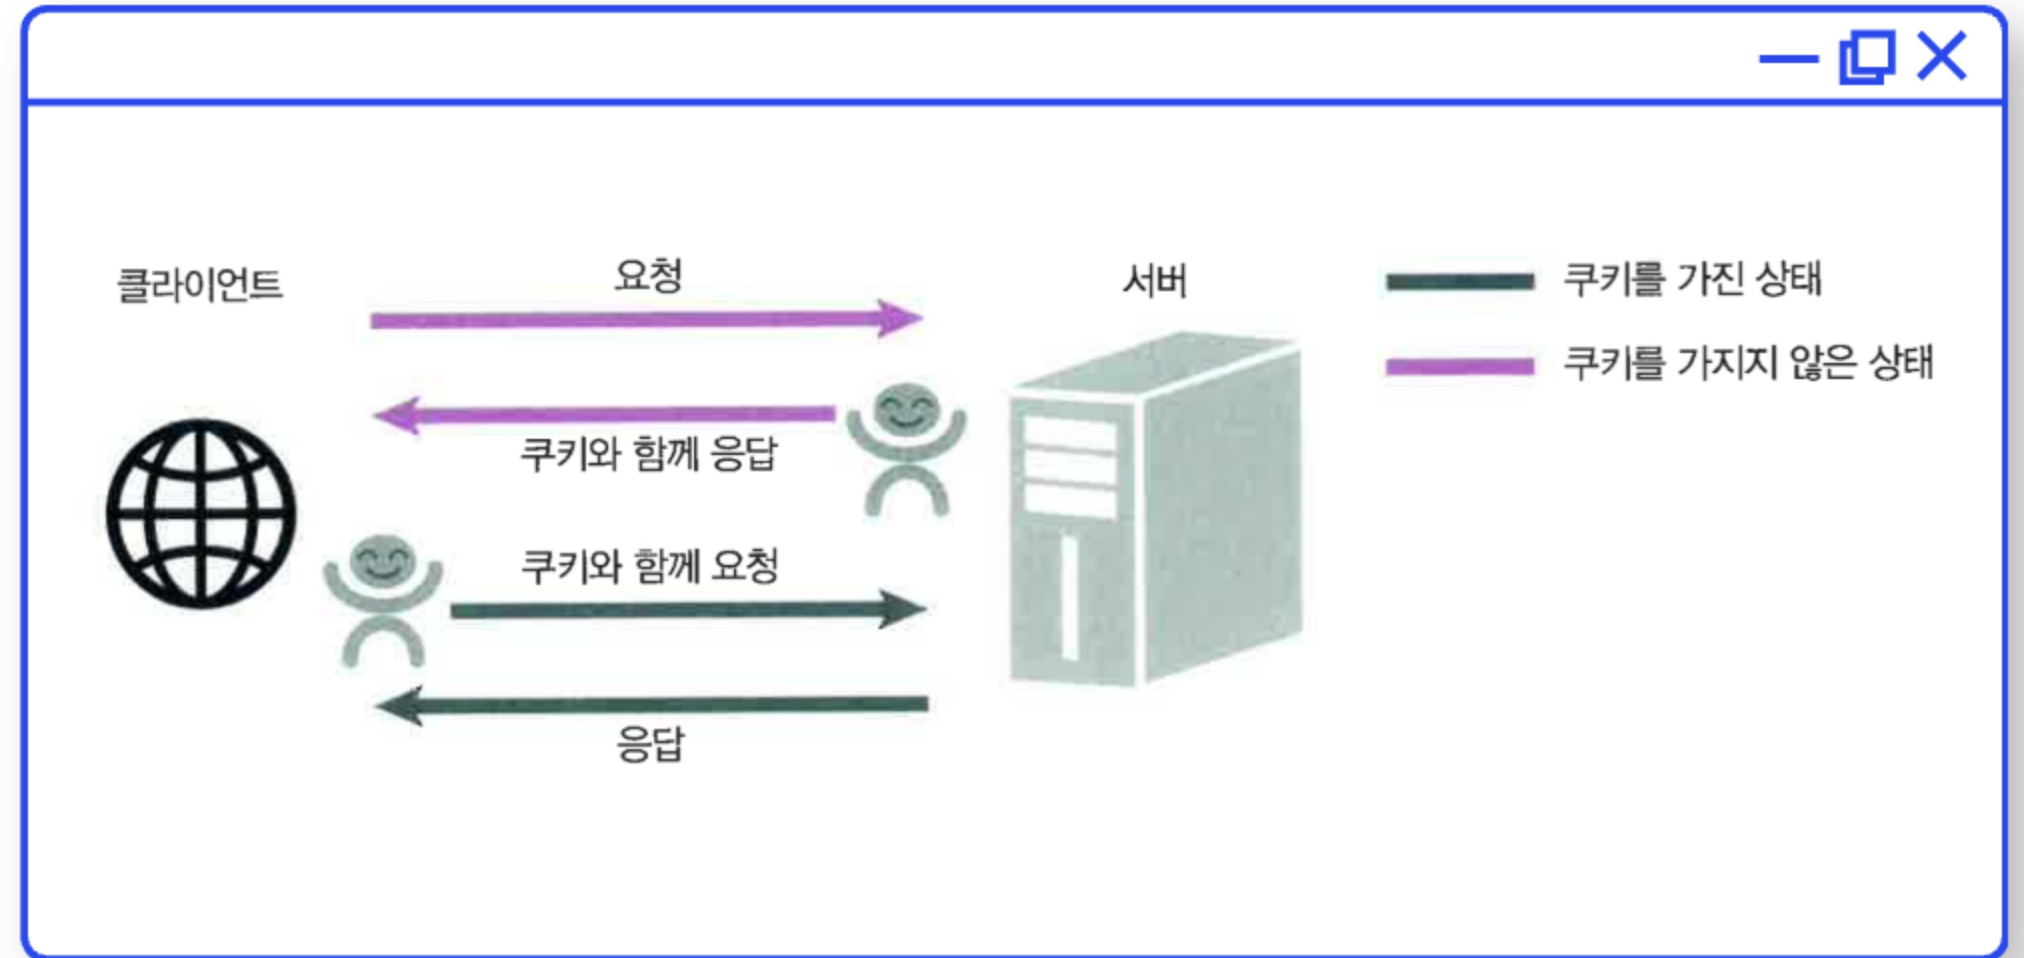 클라이언트
요청
서버
쿠키를 가진 상태
쿠키를 가지지 않은 상태
쿠키와 함께 응답
쿠키와 함께 요청
응답